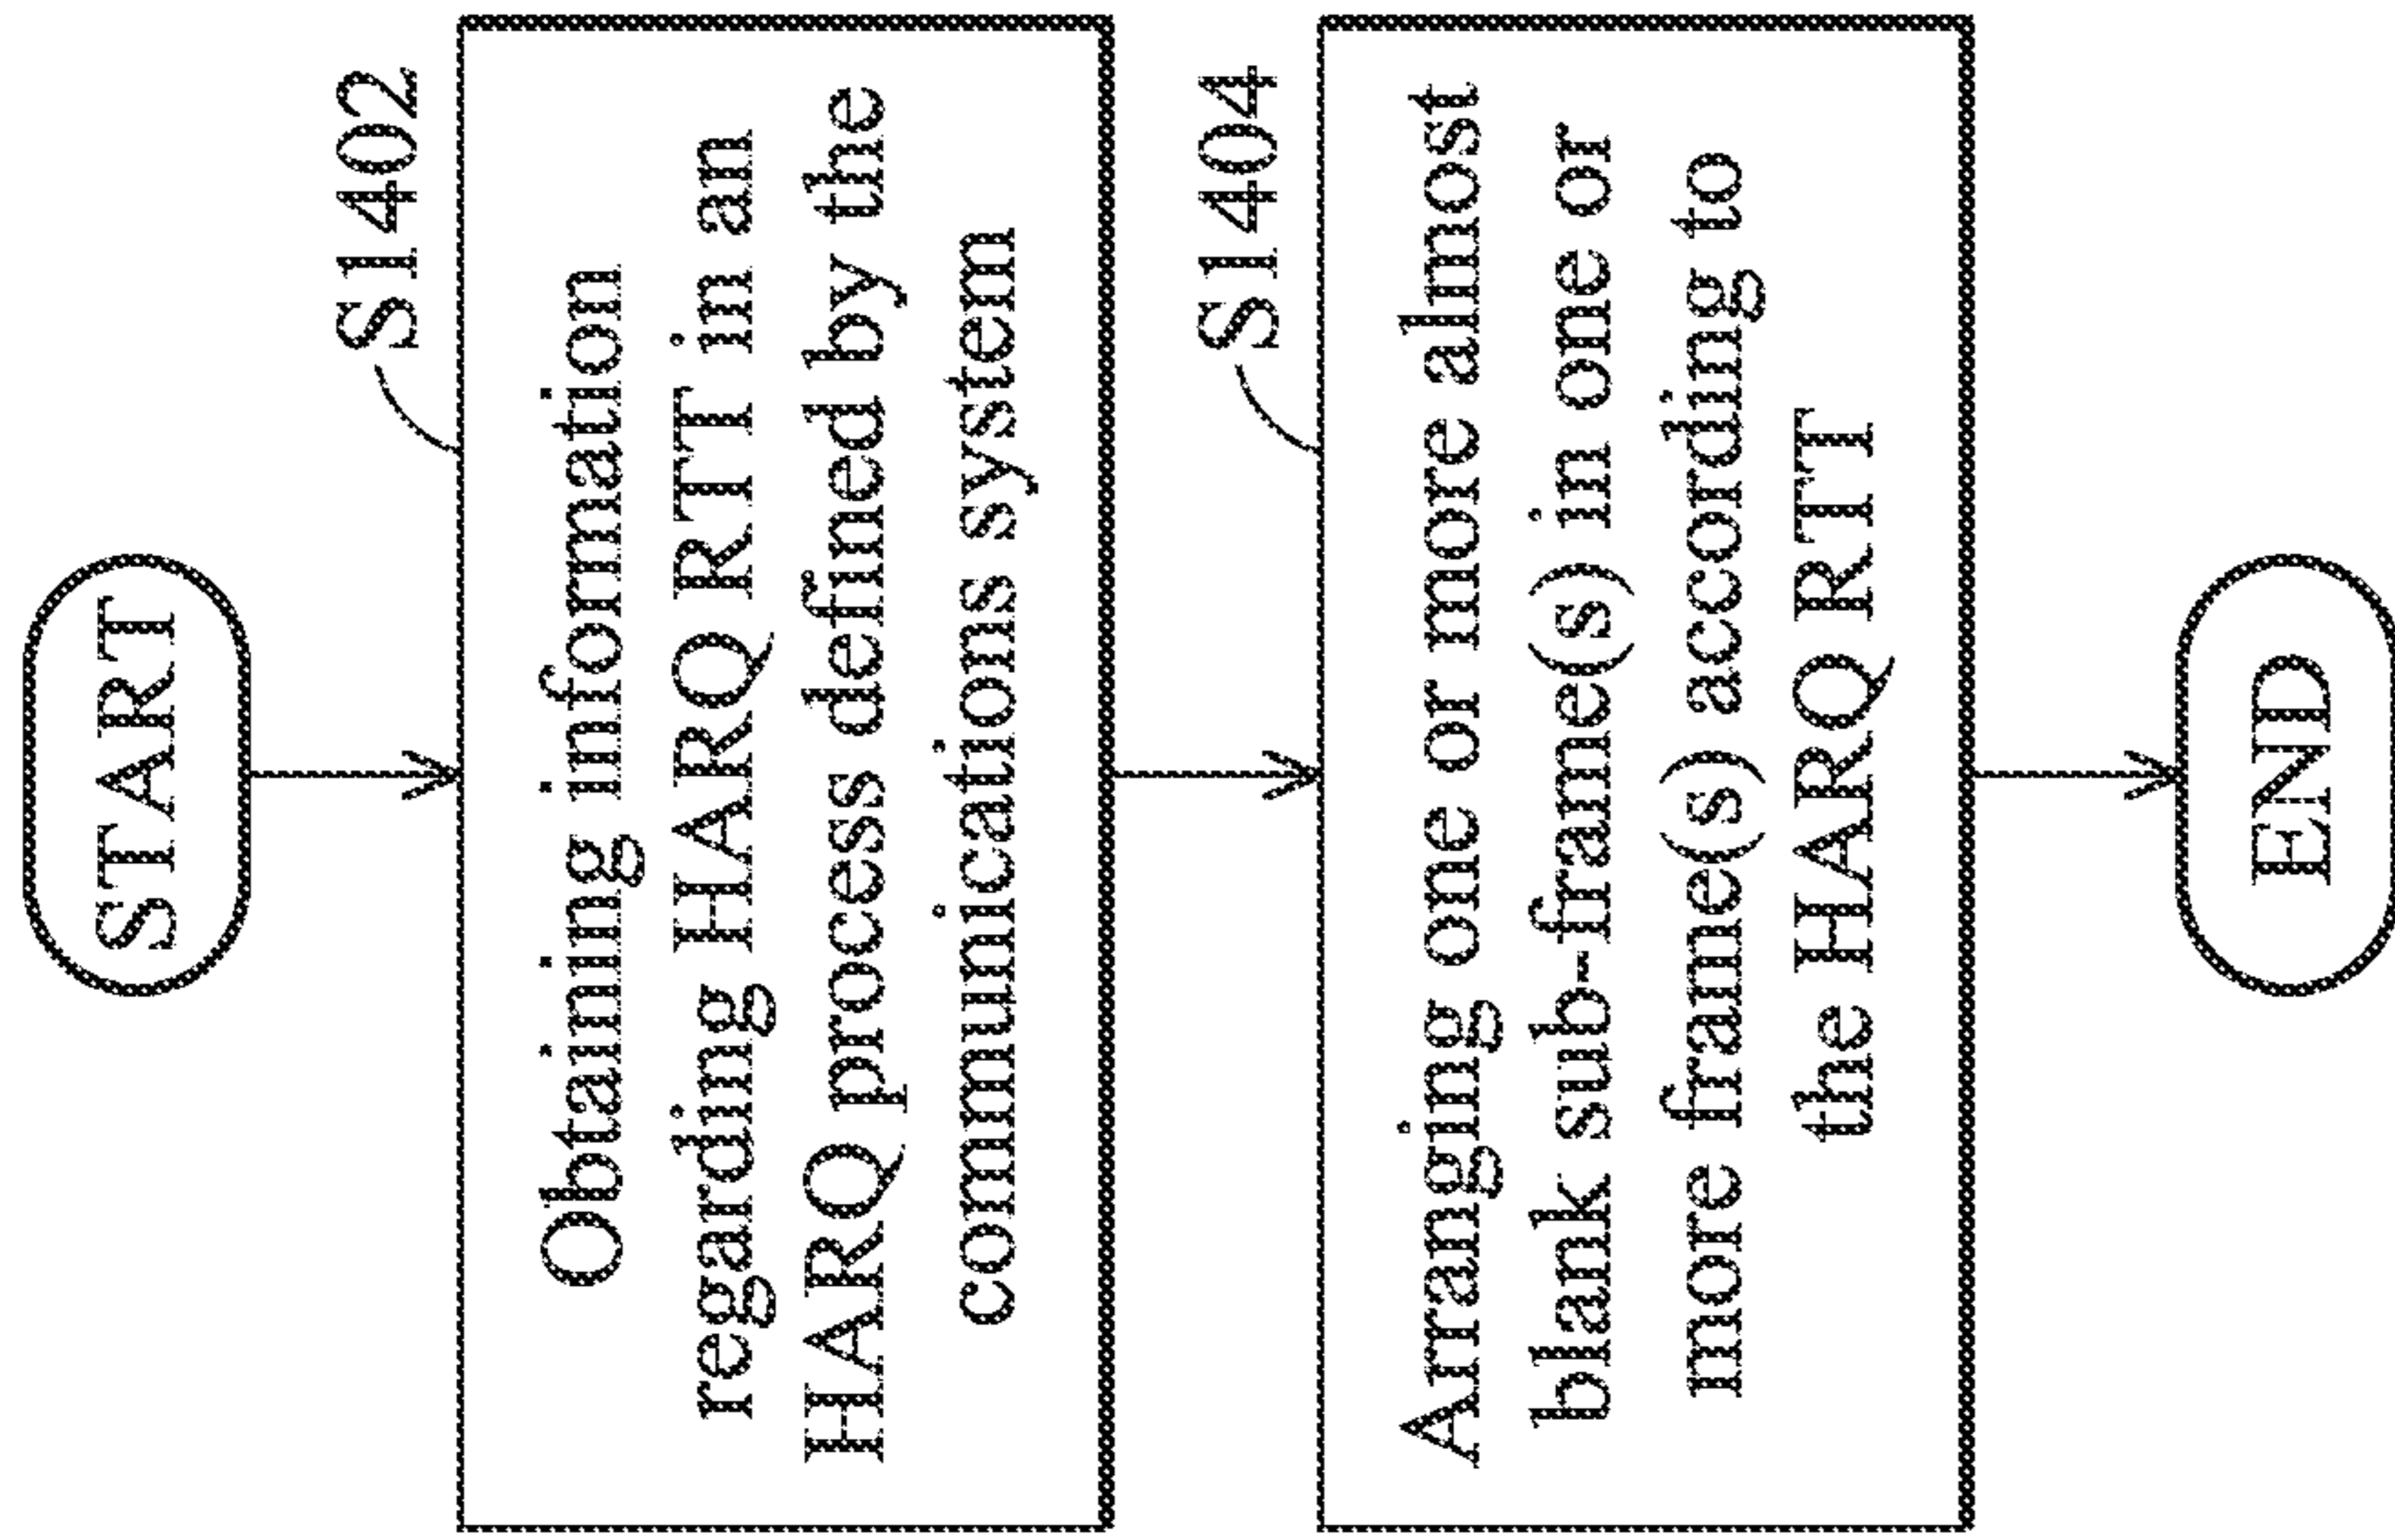 START
S1402
Obtaining information
regarding HARQ RTT in an
HARQ process defined by the
communications system
S1404
Arranging one or more almost
blank sub-frame(s) in one or
more frame(s) according to
the HARQ RTT
END